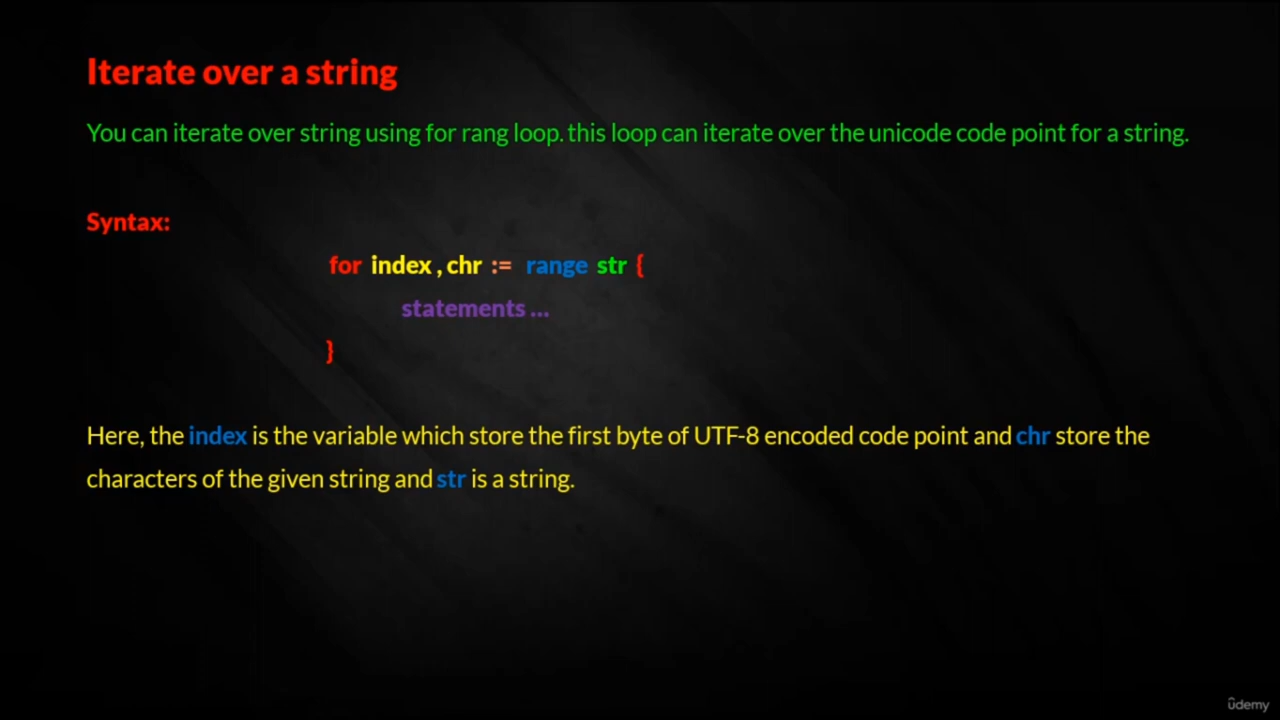 Iterate over a string
You can iterate over string using for rang loop. this loop can iterate over the unicode code point for a string.
Syntax:
for index , chr := range str {
statements ...
}
Here, the index is the variable which store the first byte of UTF-8 encoded code point and chr store the
characters of the given string and str is a string.
ûdemy